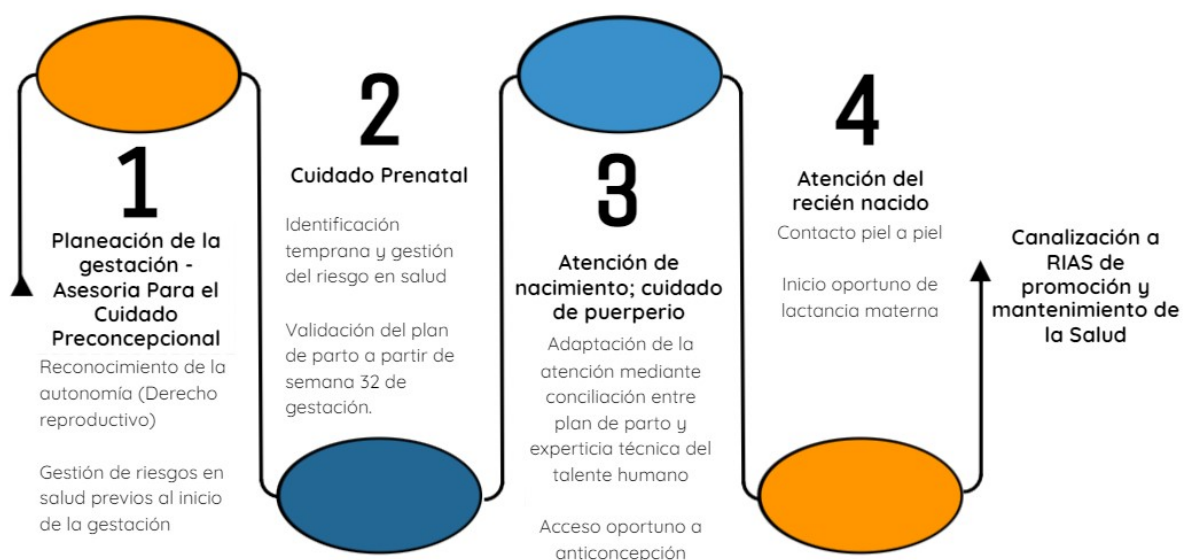 1
Planeación de la
gestación -
Asesoria Para el
Cuidado
Preconcepcional
Reconocimiento de la
autonomía (Derecho
reproductivo)
Gestión de riesgos en
salud previos al inicio
de la gestación
2
Cuidado Prenatal
Identificación
temprana y gestión
del riesgo en salud
Validación del plan
de parto a partir de
semana 32 de
gestación.
3
Atención de
nacimiento; cuidado
de puerperio
Adaptación de la
atención mediante
conciliación entre
plan de parto y
experticia técnica del
talente humano
Acceso oportuno a
anticoncepción
4
Atención del
recién nacido
Contacto piel a piel
Inicio oportuno de
lactancia materna
Canalización a
RIAS de
promoción y
mantenimiento de
la Salud